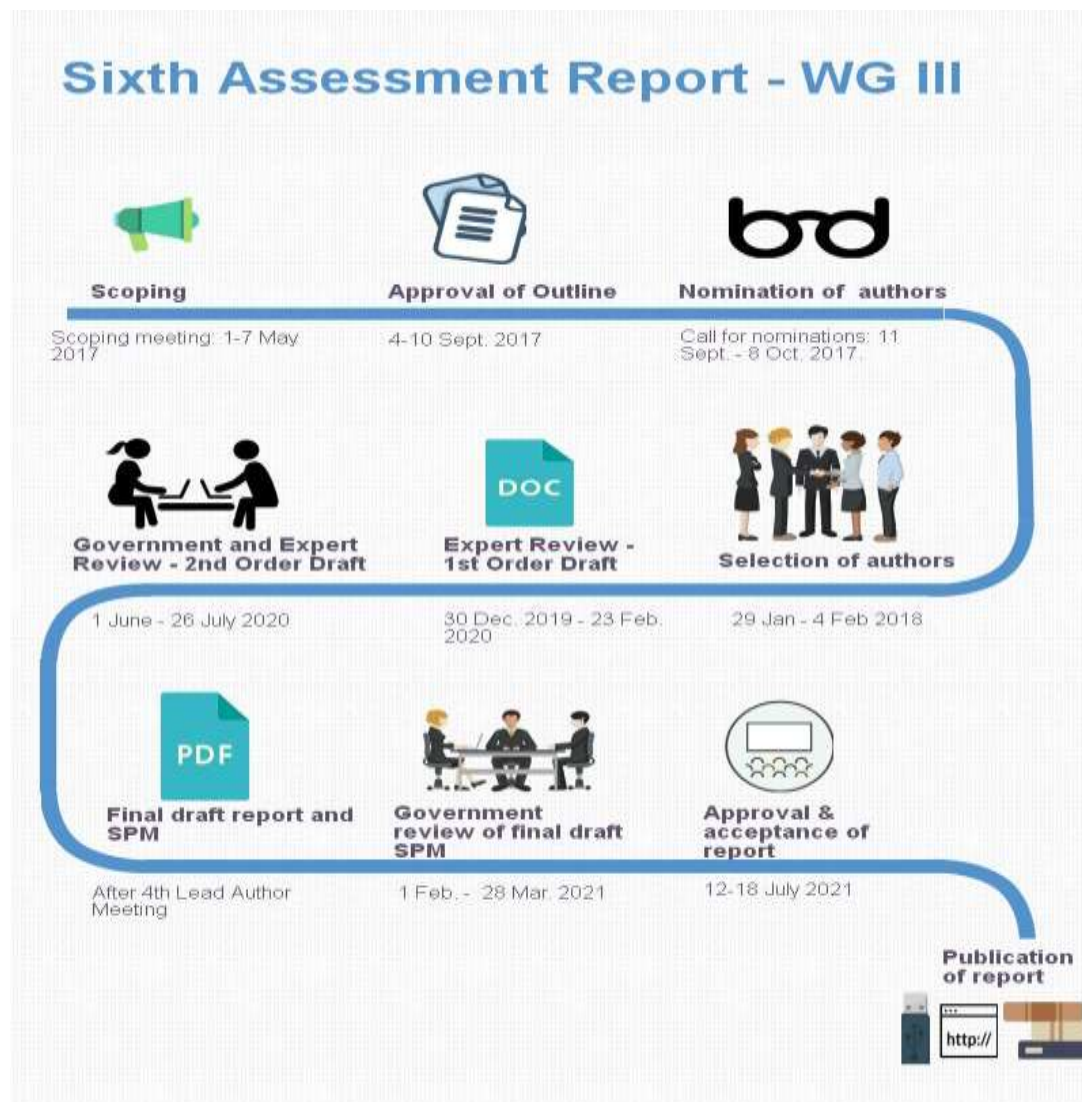 Sixth Assessment Report - WG III
Scoping
Approval of Outline
Nomination of authors
Scoping meeting: 1-7 May
2017
4-10 Sept. 2017
Call for nominations: 11
Sept. - 8 Oct. 2017.
DOC
Government and Expert
Review - 2nd Order Draft
Expert Review -
1st Order Draft
Selection of authors
1 June - 26 July 2020
30 Dec. 2019 - 23 Feb.
2020
29 Jan - 4 Feb 2018
PDF
Final draft report and
SPM
Government
review of final draft
SPM
Approval &
acceptance of
report
After 4th Lead Author
Meeting
1 Feb. - 28 Mar. 2021
12-18 July 2021
Publication
of report
http://